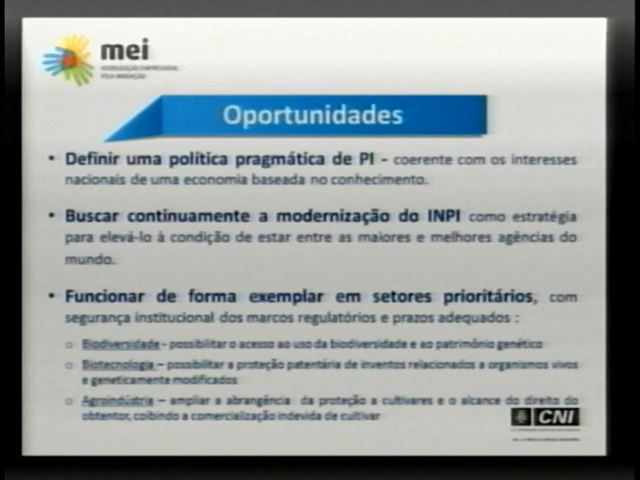 mei
MOBILIZAÇÃO EMPRESARIAL
PELA INOVAÇÃO
Oportunidades
• Definir uma política pragmática de PI - coerente com os interesses
nacionais de uma economia baseada no conhecimento.
• Buscar continuamente a modernização do INPI como estratégia
para elevá-lo à condição de estar entre as maiores e melhores agências do
mundo.
• Funcionar de forma exemplar em setores prioritários, com
segurança institucional dos marcos regulatórios e prazos adequados :
o Biodiversidade - possibilitar o acesso ao uso da biodiversidade e ao patrimônio genético
o Biotecnologia – possibilitar a proteção patentária de inventos relacionados a organismos vivos
e geneticamente modificados
o Agroindústria – ampliar a abrangência da proteção a cultivares e o alcance do direito do
obtentor, coibindo a comercialização indevida de cultivar
CNI